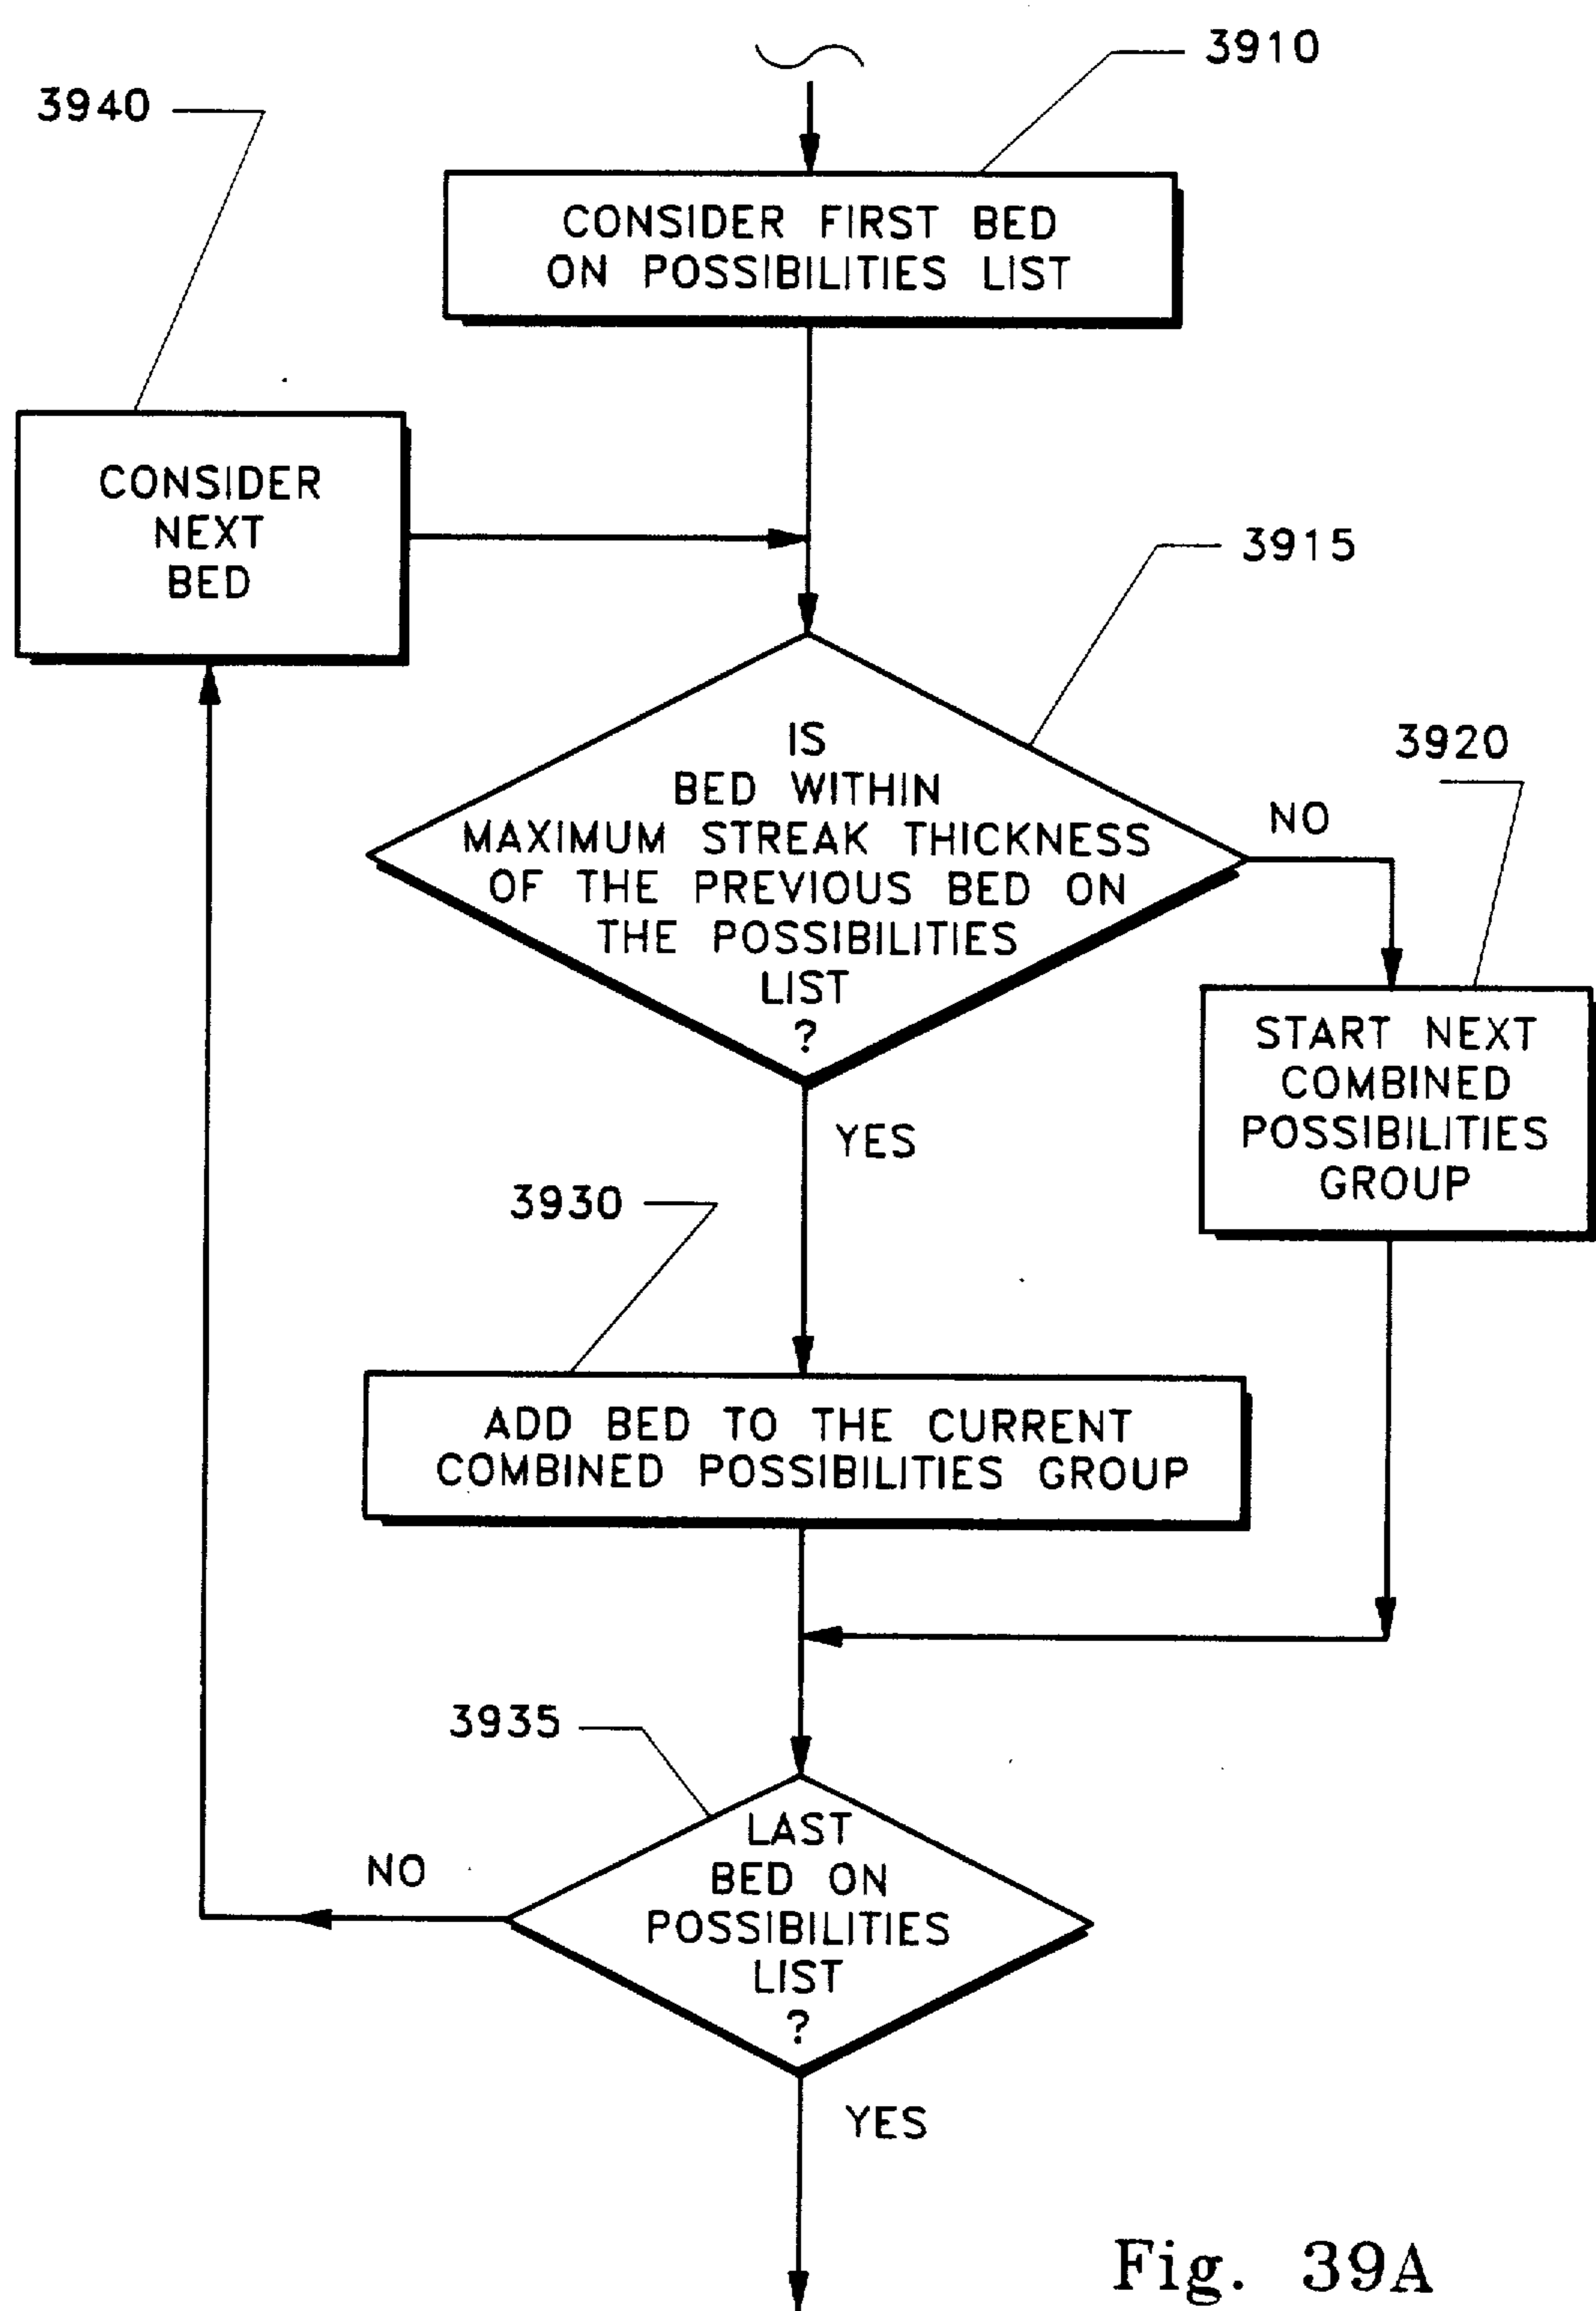 3910
3940
CONSIDER FIRST BED
ON POSSIBILITIES LIST
CONSIDER
NEXT
BED
3915
IS
BED WITHIN
MAXIMUM STREAK THICKNESS
OF THE PREVIOUS BED ON
THE POSSIBILITIES
LIST
?
NO
3920
START NEXT
COMBINED
POSSIBILITIES
GROUP
YES
3930
ADD BED TO THE CURRENT
COMBINED POSSIBILITIES GROUP
3935
LAST
BED ON
POSSIBILITIES
LIST
?
NO
YES
Fig. 39A